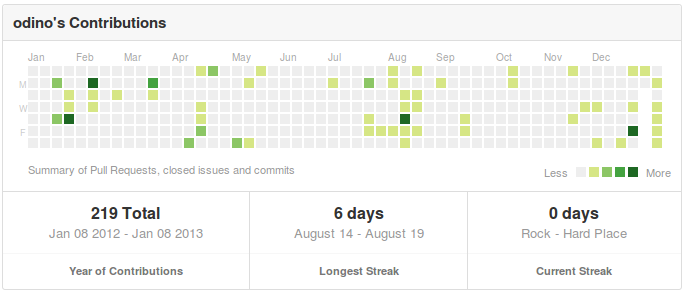 odino's Contributions
Jan Feb Mar Apr May Jun Jul Aug Sep Oct Nov Dec
M
W
F
Summary of Pull Requests, closed issues and commits
Less More
219 Total 6 days 0 days
Jan 08 2012 - Jan 08 2013 August 14 - August 19 Rock - Hard Place
Year of Contributions Longest Streak Current Streak